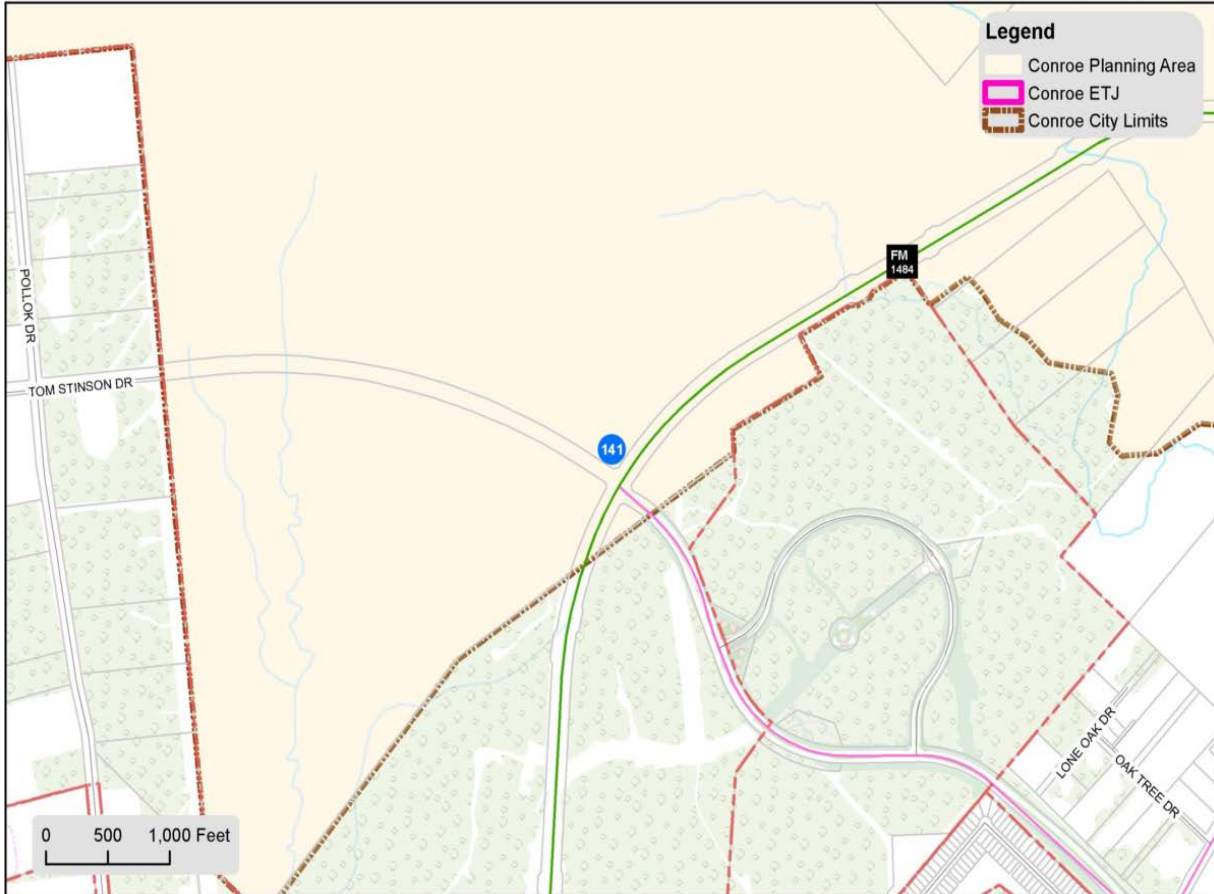 Legend
Conroe Planning Area
Conroe ETJ
Conroe City Limits
FM
1484
POLLOK DR
TOM STINSON DR
141
LONE OAK DR
OAK TREE DR
0 500 1,000 Feet